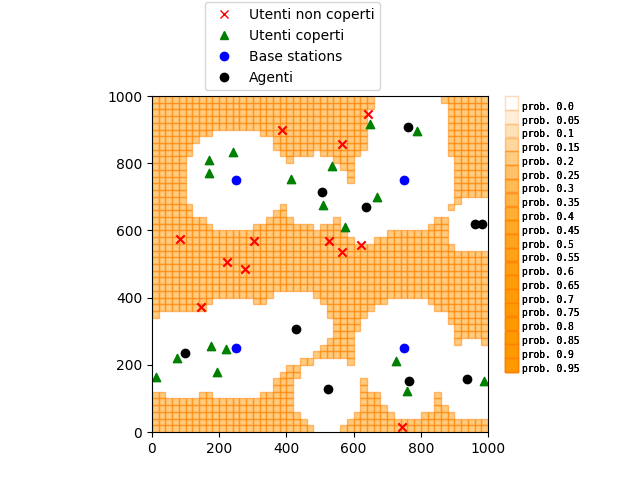 Utenti non coperti
Utenti coperti
Base stations
Agenti
1000
800
600
400
200
0
0
200
400
600
800
1000
prob. 0.0
prob. 0.05
prob. 0.1
prob. 0.15
prob. 0.2
prob. 0.25
prob. 0.3
prob. 0.35
prob. 0.4
prob. 0.45
prob. 0.5
prob. 0.55
prob. 0.6
prob. 0.65
prob. 0.7
prob. 0.75
prob. 0.8
prob. 0.85
prob. 0.9
prob. 0.95